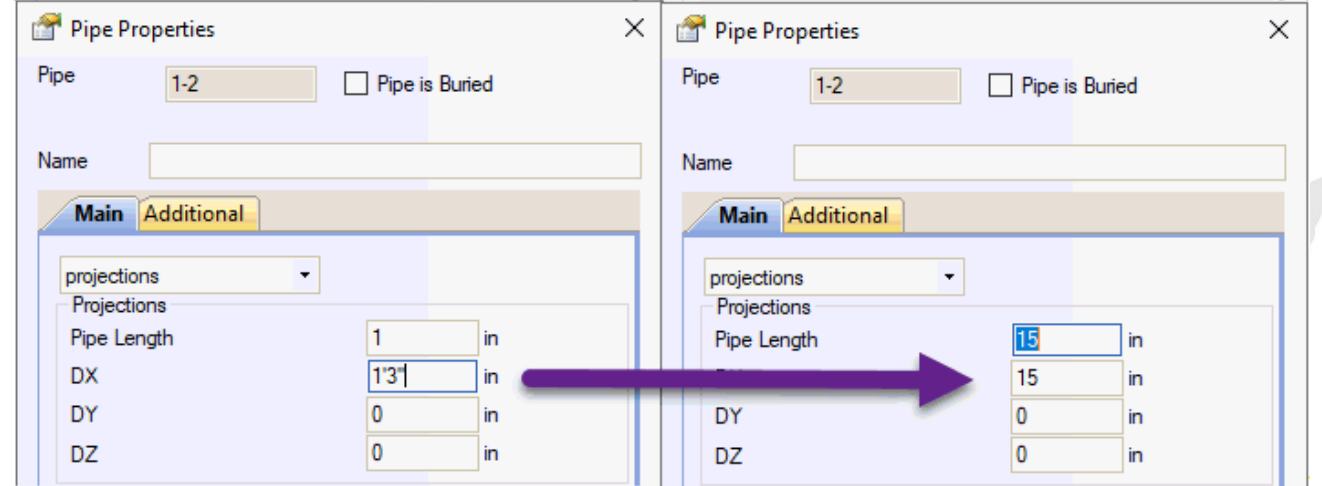 Pipe Properties
Pipe 1-2 Pipe is Buried
Name
Main Additional
projections
Projections
Pipe Length 1 in
DX 1'3" in
DY 0 in
DZ 0 in
Pipe Properties
Pipe 1-2 Pipe is Buried
Name
Main Additional
projections
Projections
Pipe Length 15 in
15 in
DY 0 in
DZ 0 in